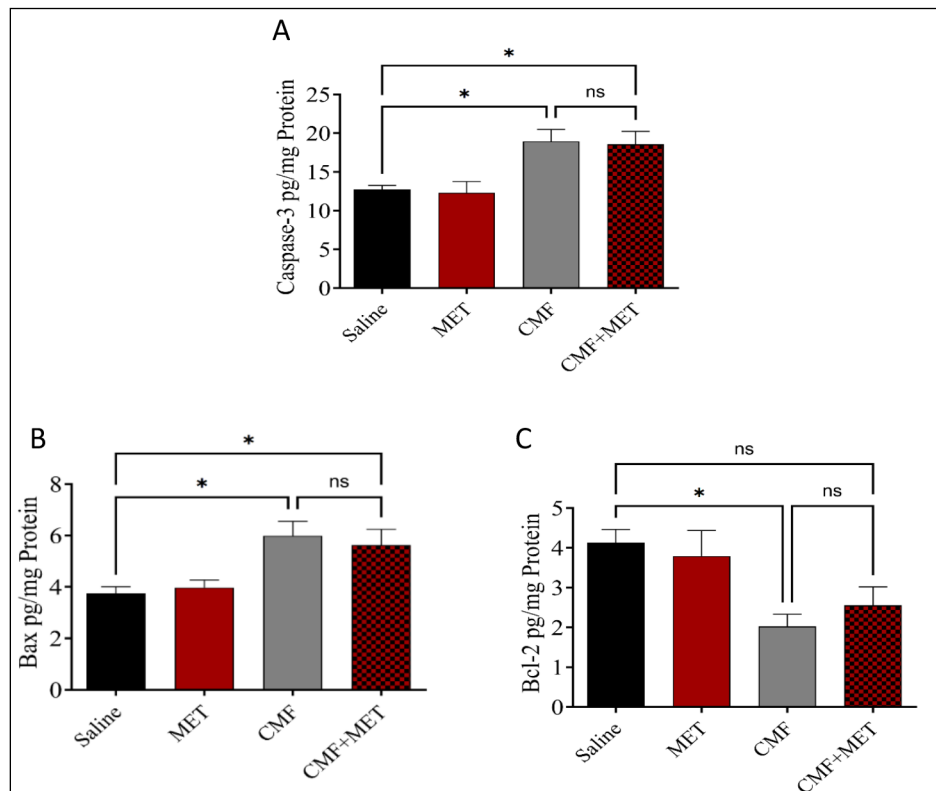 A
*
*
ns
Caspase-3 pg/mg Protein
25
20
15
10
5
0
Saline
MET
CMF
CMF+MET
B
*
*
ns
Bax pg/mg Protein
8
6
4
2
0
Saline
MET
CMF
CMF+MET
C
ns
*
ns
Bcl-2 pg/mg Protein
5
4
3
2
1
0
Saline
MET
CMF
CMF+MET